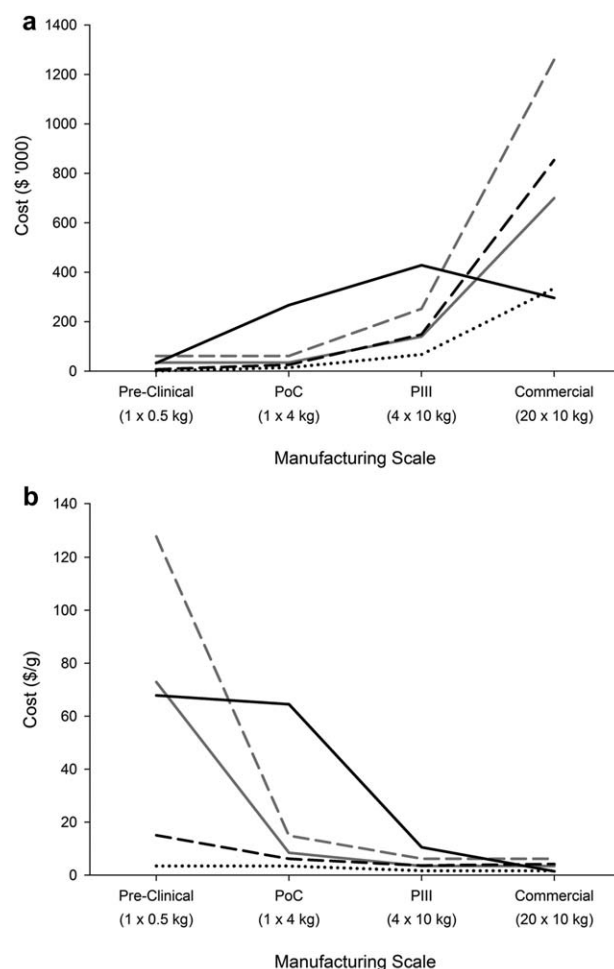 a
1400
1200
1000
800
600
400
200
0
Cost ($ '000)
Pre-Clinical PoC PIII Commercial
(1 x 0.5 kg) (1 x 4 kg) (4 x 10 kg) (20 x 10 kg)
Manufacturing Scale
b
140
120
100
80
60
40
20
0
Cost ($/g)
Pre-Clinical PoC PIII Commercial
(1 x 0.5 kg) (1 x 4 kg) (4 x 10 kg) (20 x 10 kg)
Manufacturing Scale